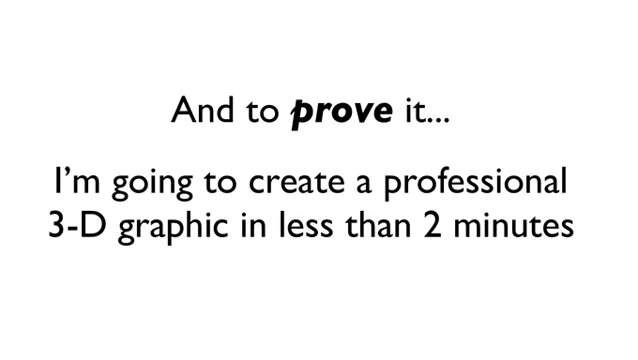 And to prove it...
I'm going to create a professional
3-D graphic in less than 2 minutes